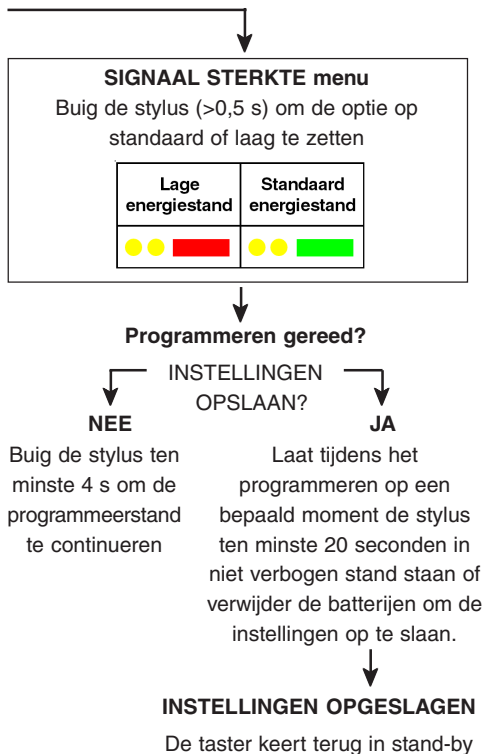 SIGNAAL STERKTE menu
Buig de stylus (>0,5 s) om de optie op
standaard of laag te zetten
Lage
energiestand
Standaard
energiestand
Programmeren gereed?
INSTELLINGEN
OPSLAAN?
NEE
Buig de stylus ten
minste 4 s om de
programmeerstand
te continueren
JA
Laat tijdens het
programmeren op een
bepaald moment de stylus
ten minste 20 seconden in
niet verbogen stand staan of
verwijder de batterijen om de
instellingen op te slaan.
INSTELLINGEN OPGESLAGEN
De taster keert terug in stand-by